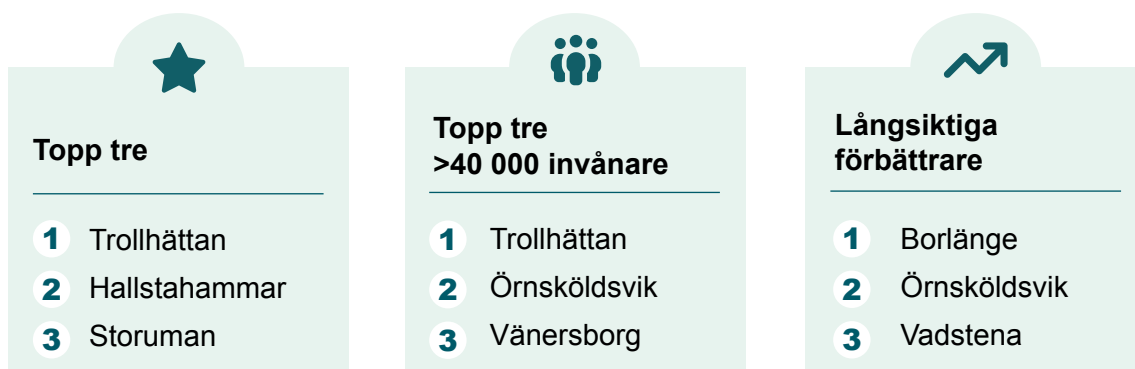 Topp tre
1 Trollhättan
2 Hallstahammar
3 Storuman
Topp tre
>40 000 invånare
1 Trollhättan
2 Örnsköldsvik
3 Vänersborg
Långsiktiga
förbättrare
1 Borlänge
2 Örnsköldsvik
3 Vadstena